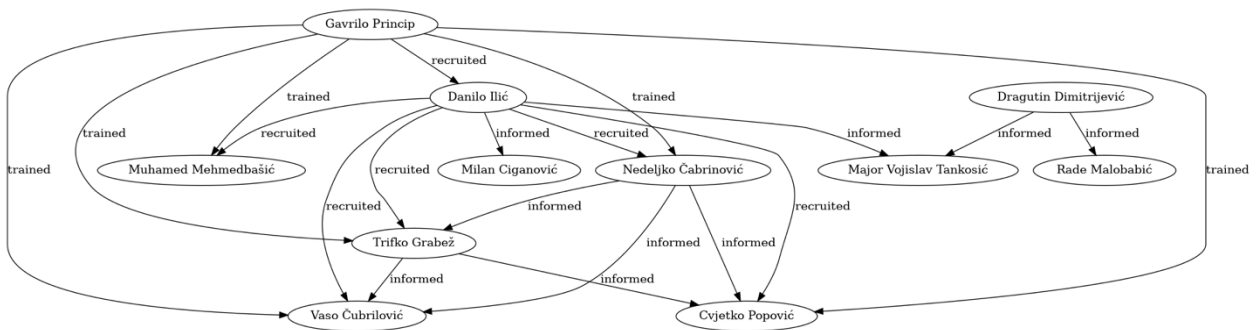 Gavrilo Princip
recruited
Danilo Ilić
Dragutin Dimitrijević
trained
trained
trained
recruited
informed
recruited
informed
informed
informed
Muhamed Mehmedbašić
Milan Ciganović
Nedeljko Čabrinović
Major Vojislav Tankosić
Rade Malobabić
trained
recruited
trained
recruited
informed
recruited
Trifko Grabež
informed
informed
informed
informed
Vaso Čubrilović
Cvjetko Popović